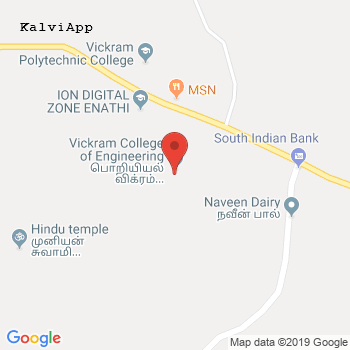 KalviApp
Vickram
Polytechnic College
MSN
ION DIGITAL
ZONE ENATHI
South Indian Bank
Vickram College
of Engineering
பொறியியல்
விக்ரம்...
Naveen Dairy
நவீன் பால்
Hindu temple
முனியன்
சுவாமி...
Google
Map data ©2019 Google